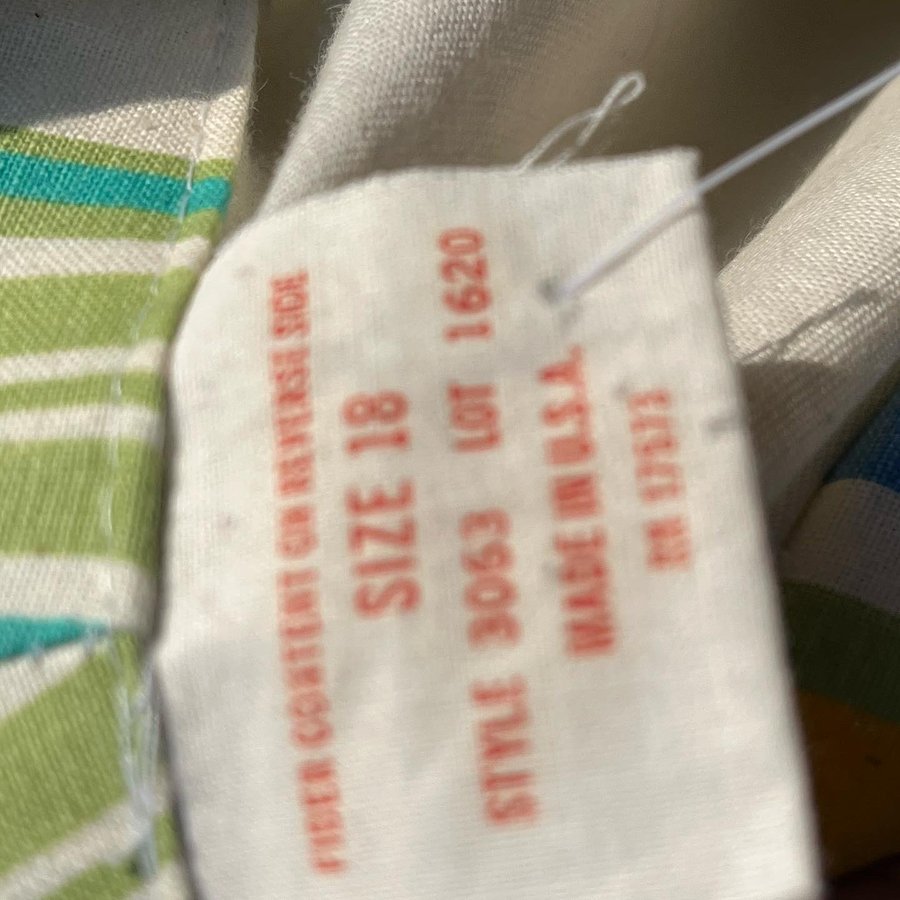 FIBER CONTENT ON REVERSE SIDE
SIZE 18
STYLE 3063 LOT 1620
MADE IN U.S.A.